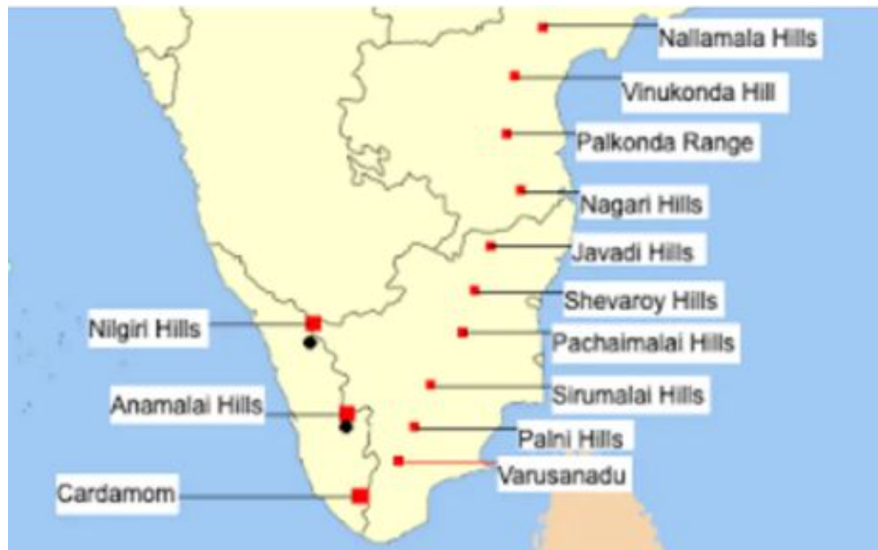 Nallamala Hills
Vinukonda Hill
Palkonda Range
Nagari Hills
Javadi Hills
Shevaroy Hills
Nilgiri Hills
Pachaimalai Hills
Sirumalai Hills
Anamalai Hills
Palni Hills
Varusanadu
Cardamom